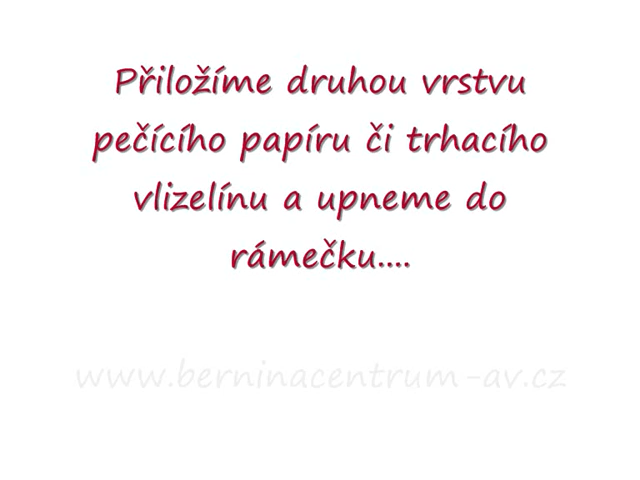 Přiložíme druhou vrstvu
pečícího papíru či trhacího
vlizelínu a upneme do
rámečku....
www.berninacentrum-av.cz